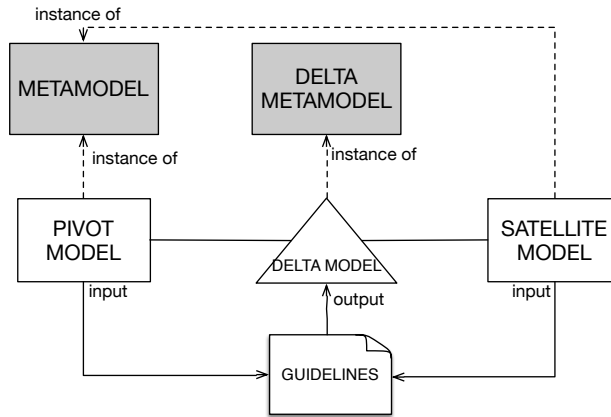 instance of
METAMODEL
DELTA
METAMODEL
instance of
instance of
PIVOT
MODEL
DELTA MODEL
SATELLITE
MODEL
input
output
input
GUIDELINES